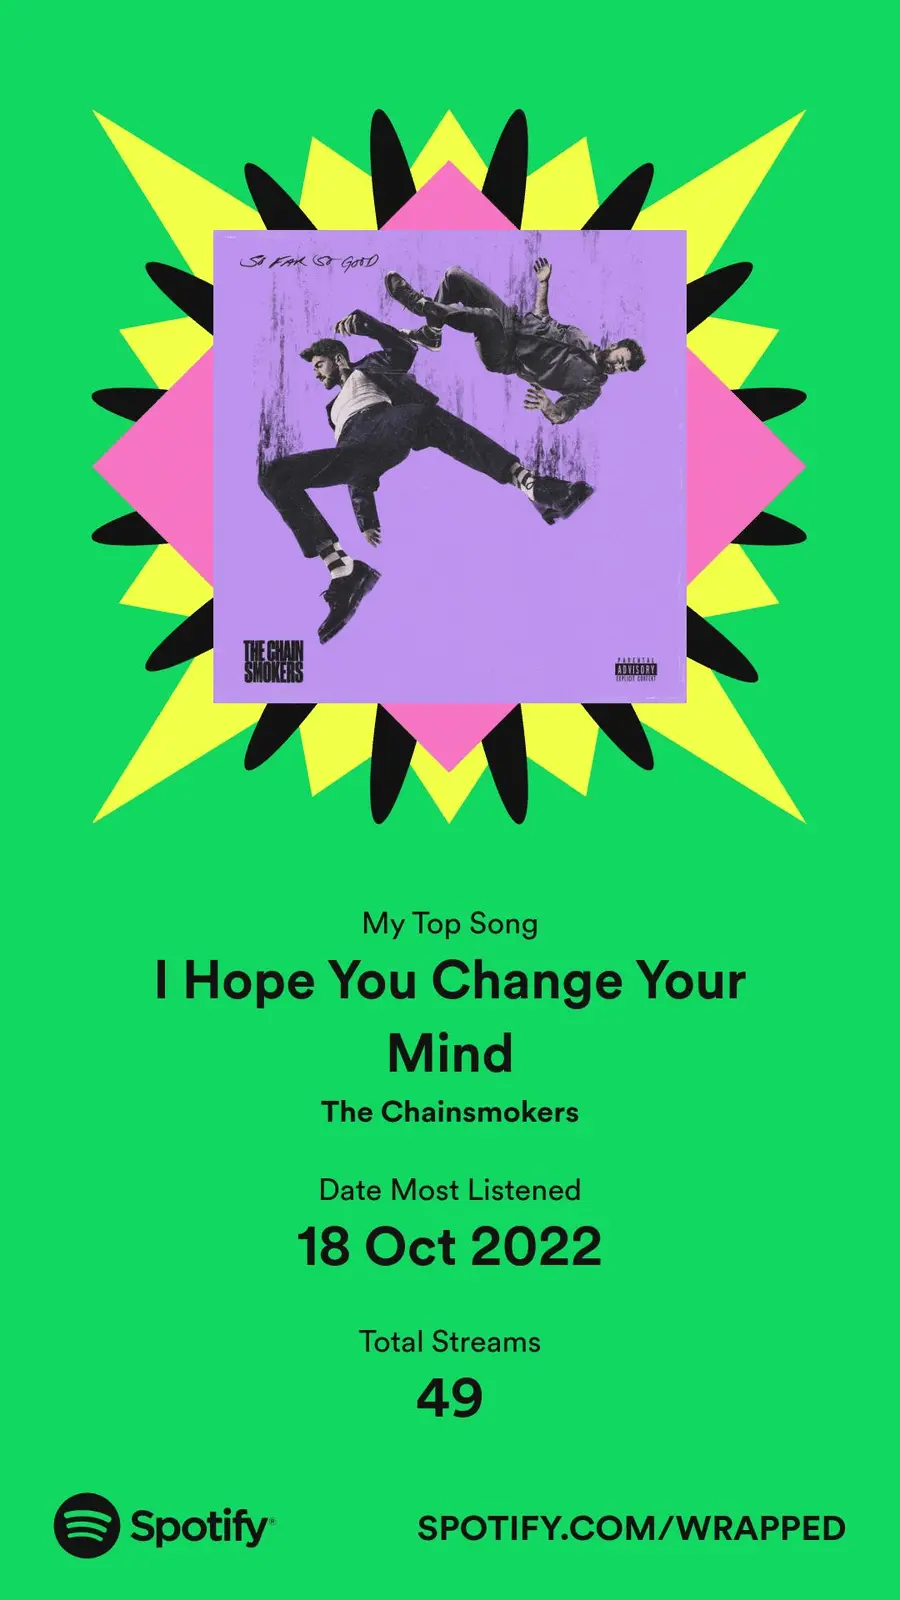 So Far So Good
THE CHAIN
SMOKERS
PARENTAL
ADVISORY
EXPLICIT CONTENT
My Top Song
I Hope You Change Your
Mind
The Chainsmokers
Date Most Listened
18 Oct 2022
Total Streams
49
Spotify®
SPOTIFY.COM/WRAPPED